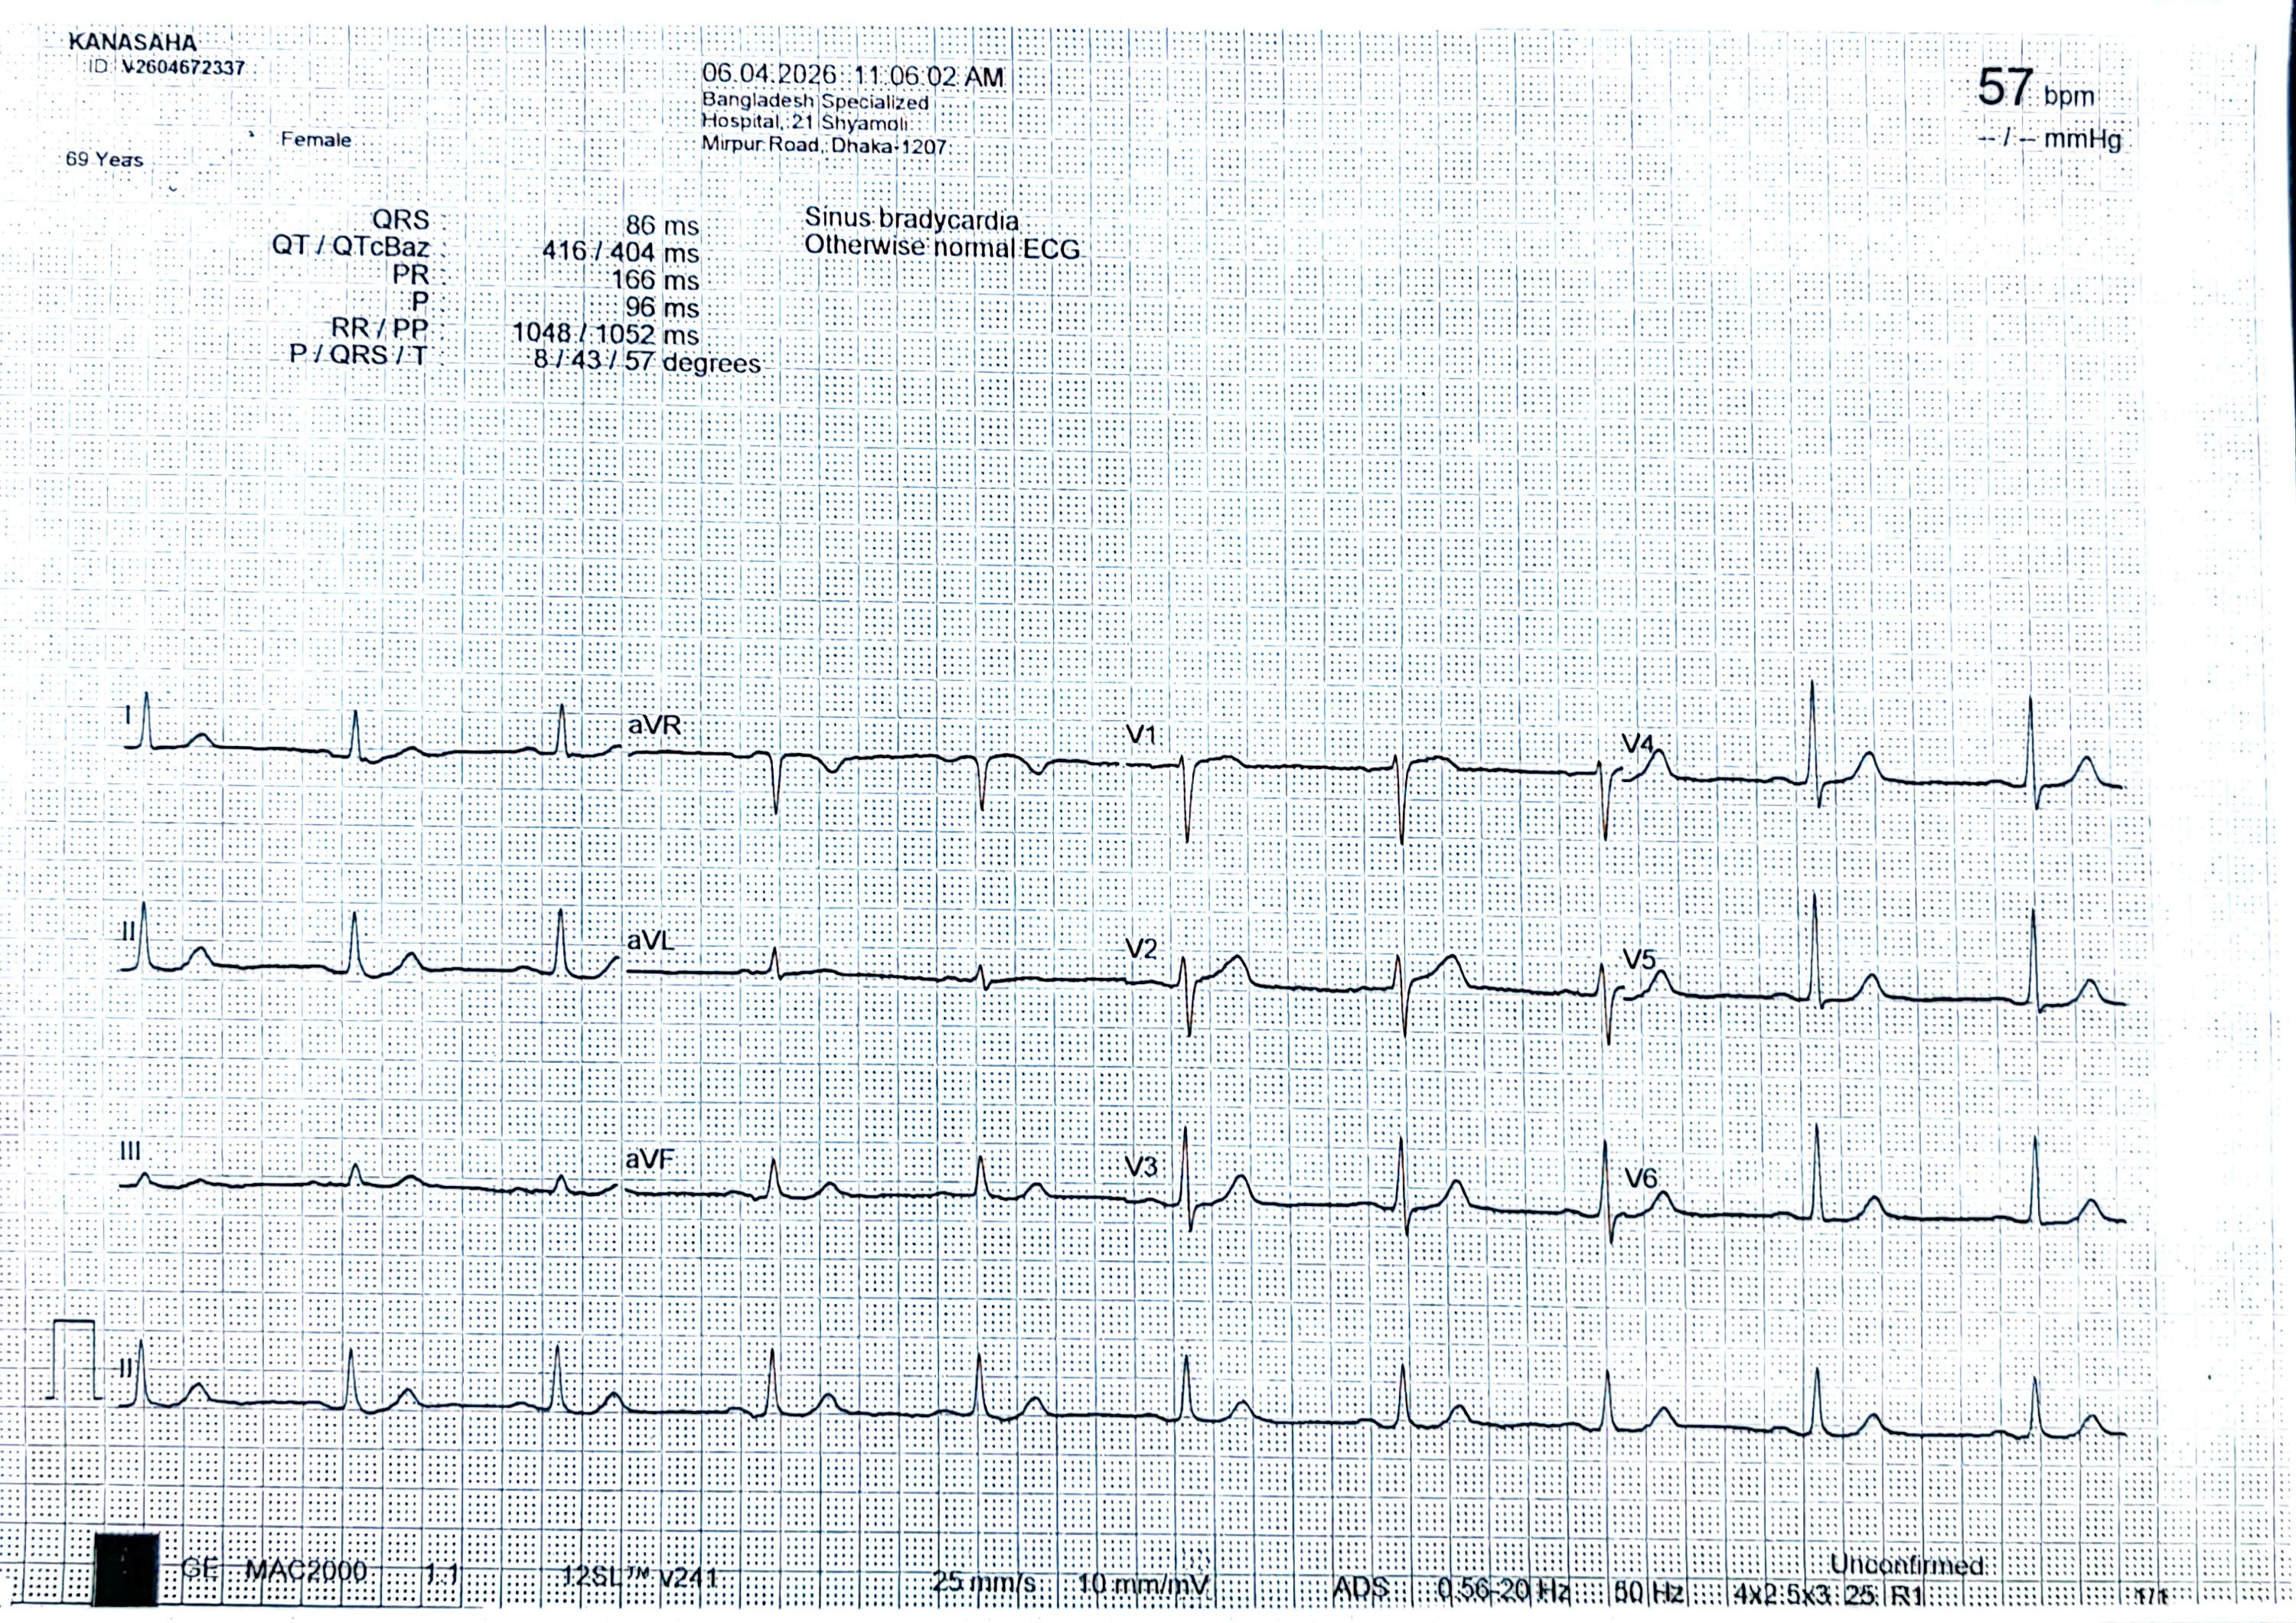 KANASAHA
ID: V2604672337
Female
69 Years
06.04.2026 11:06:02 AM
Bangladesh Specialized
Hospital, 21 Shyamoli
Mirpur Road, Dhaka-1207
57 bpm
-- / -- mmHg
QRS : 86 ms
QT / QTcBaz : 416 / 404 ms
PR : 166 ms
P : 96 ms
RR / PP : 1048 / 1052 ms
P / QRS / T : 8 / 43 / 57 degrees
Sinus bradycardia
Otherwise normal ECG
I aVR V1 V4
II aVL V2 V5
III aVF V3 V6
II
Unconfirmed
GE MAC2000 1.1 12SL™ v241 25 mm/s 10 mm/mV ADS 0.56-20 Hz 50 Hz 4x2.5x3_25_R1 1/1